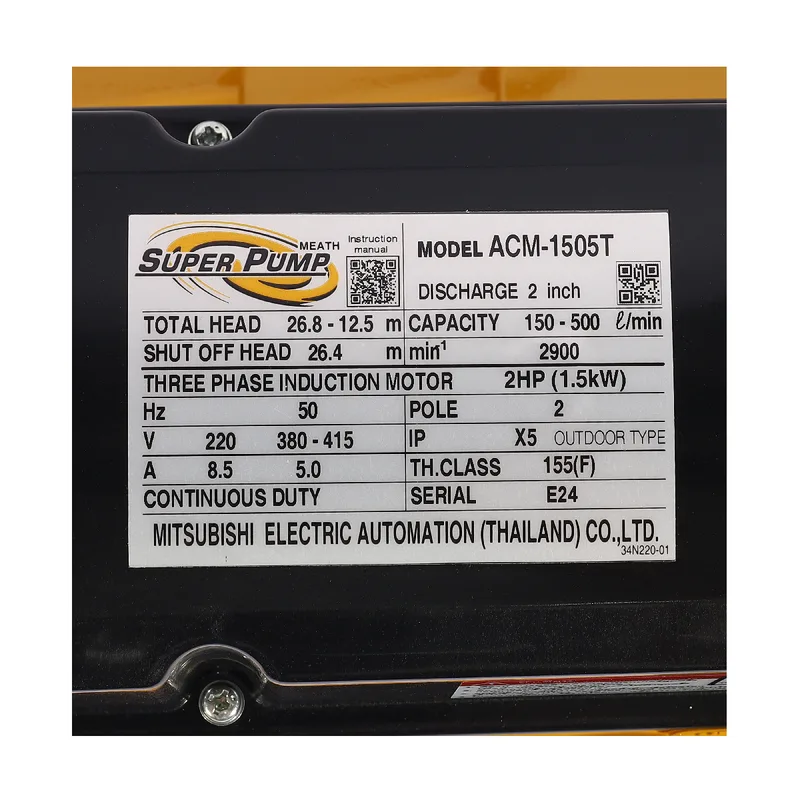 MEATH
SUPER PUMP
Instruction
manual
MODEL ACM-1505T
DISCHARGE 2 inch
TOTAL HEAD 26.8 - 12.5 m CAPACITY 150 - 500 ℓ/min
SHUT OFF HEAD 26.4 m min⁻¹ 2900
THREE PHASE INDUCTION MOTOR 2HP (1.5kW)
Hz 50 POLE 2
V 220 380 - 415 IP X5 OUTDOOR TYPE
A 8.5 5.0 TH.CLASS 155(F)
CONTINUOUS DUTY SERIAL E24
MITSUBISHI ELECTRIC AUTOMATION (THAILAND) CO.,LTD.
34N220-01